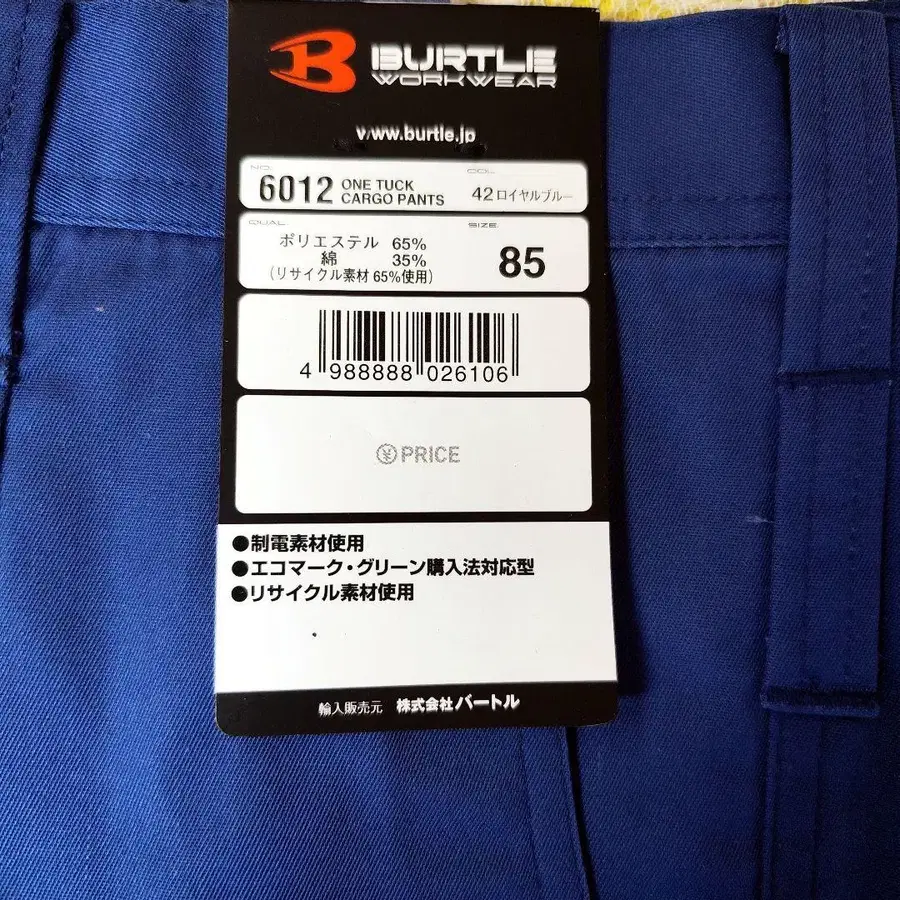 B BURTLE
WORKWEAR
www.burtle.jp
NO. COL.
6012 ONE TUCK CARGO PANTS 42 ロイヤルブルー
QUAL. SIZE.
ポリエステル 65%
綿 35%
(リサイクル素材 65%使用)
85
4 988888 026106
¥ PRICE
●制電素材使用
●エコマーク・グリーン購入法対応型
●リサイクル素材使用
輸入販売元 株式会社バートル